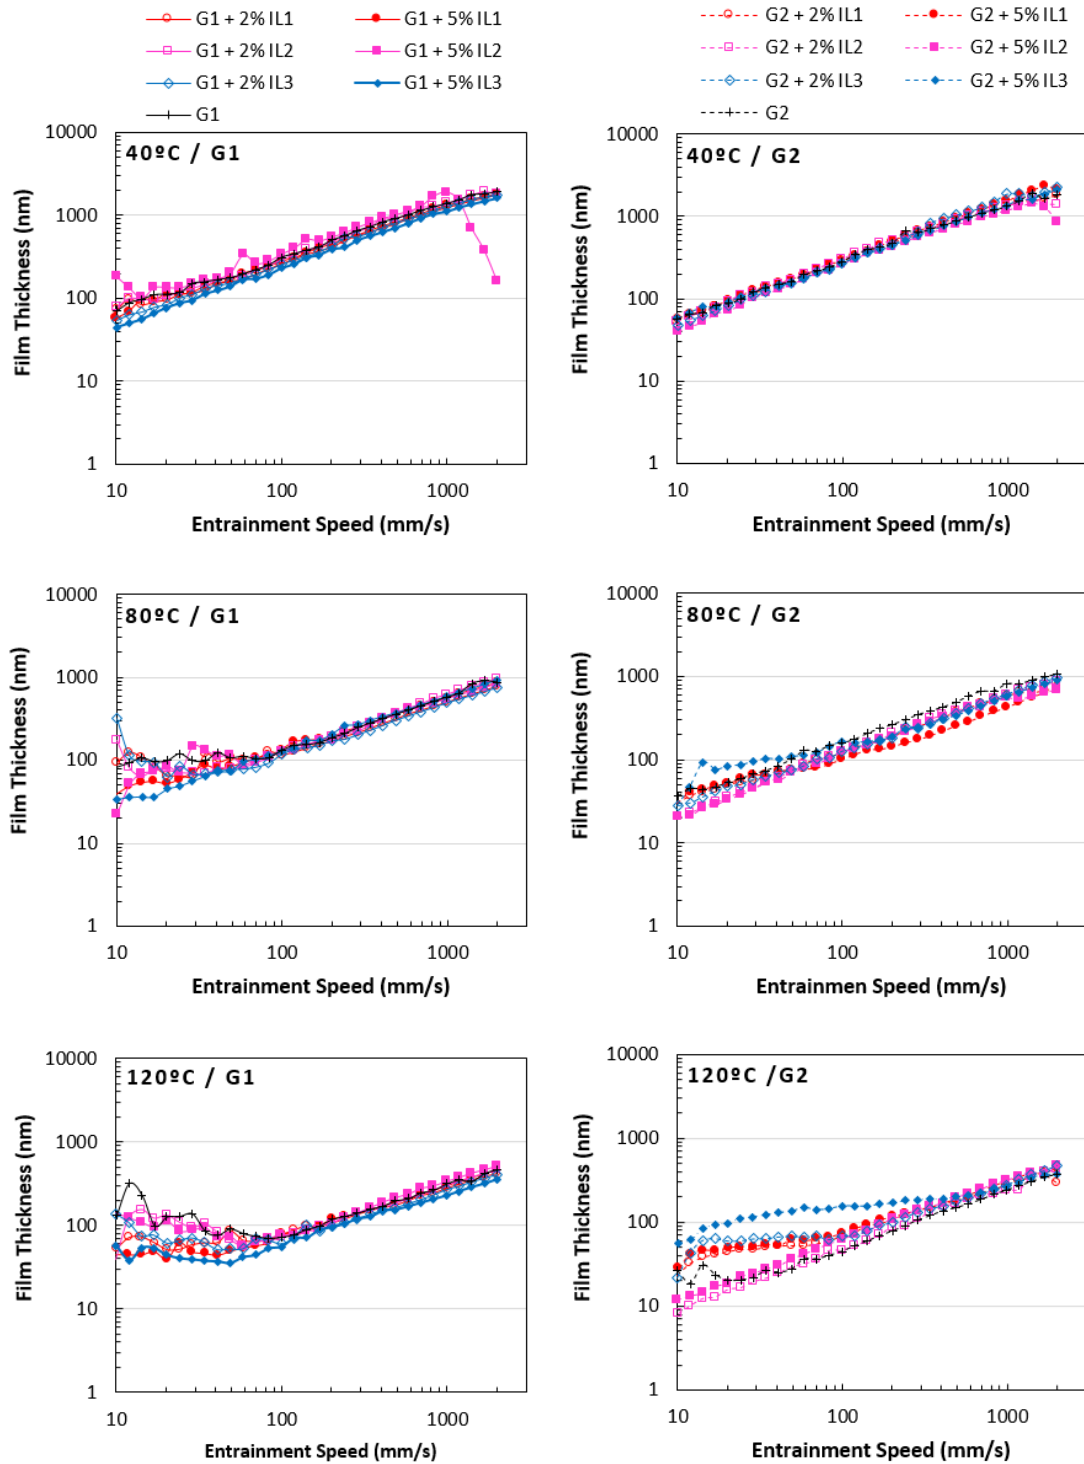 G1 + 2% IL1 G1 + 5% IL1
G1 + 2% IL2 G1 + 5% IL2
G1 + 2% IL3 G1 + 5% IL3
G1
G2 + 2% IL1 G2 + 5% IL1
G2 + 2% IL2 G2 + 5% IL2
G2 + 2% IL3 G2 + 5% IL3
G2
40ºC / G1
Film Thickness (nm)
10000
1000
100
10
1
10 100 1000
Entrainment Speed (mm/s)
40ºC / G2
Film Thickness (nm)
10000
1000
100
10
1
10 100 1000
Entrainment Speed (mm/s)
80ºC / G1
Film Thickness (nm)
10000
1000
100
10
1
10 100 1000
Entrainment Speed (mm/s)
80ºC / G2
Film Thickness (nm)
10000
1000
100
10
1
10 100 1000
Entrainmen Speed (mm/s)
120ºC / G1
Film Thickness (nm)
10000
1000
100
10
1
10 100 1000
Entrainment Speed (mm/s)
120ºC /G2
Film Thickness (nm)
10000
1000
100
10
1
10 100 1000
Entrainment Speed (mm/s)